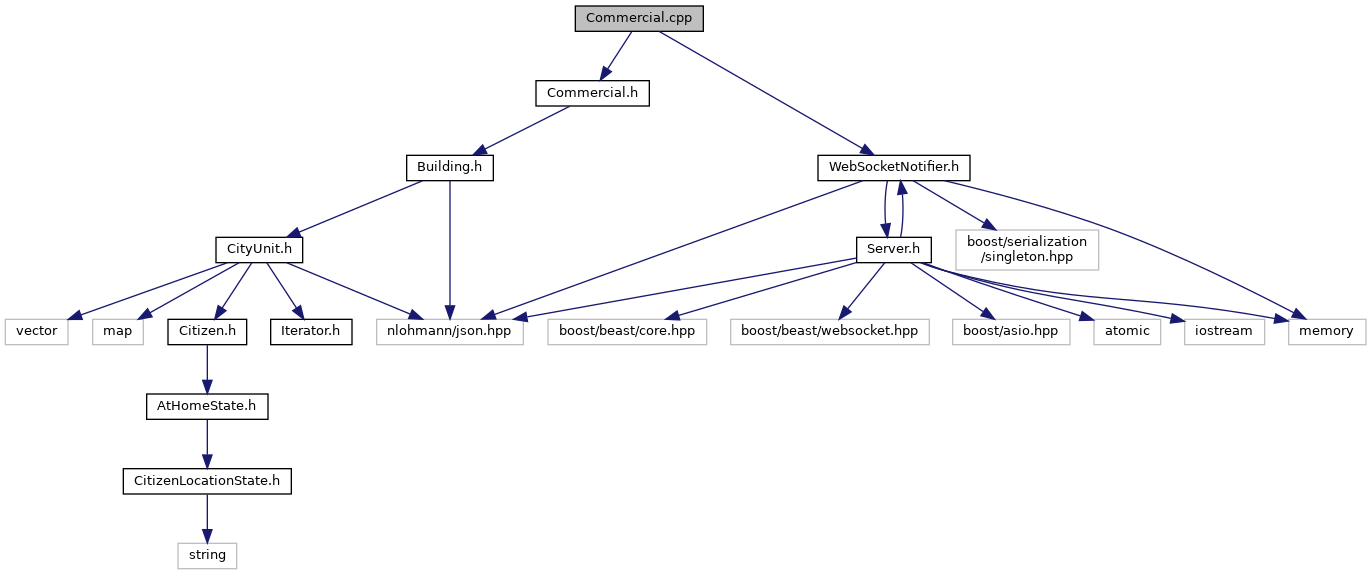 Commercial.cpp
Commercial.h
Building.h
WebSocketNotifier.h
CityUnit.h
Server.h
boost/serialization
/singleton.hpp
vector
map
Citizen.h
Iterator.h
nlohmann/json.hpp
boost/beast/core.hpp
boost/beast/websocket.hpp
boost/asio.hpp
atomic
iostream
memory
AtHomeState.h
CitizenLocationState.h
string